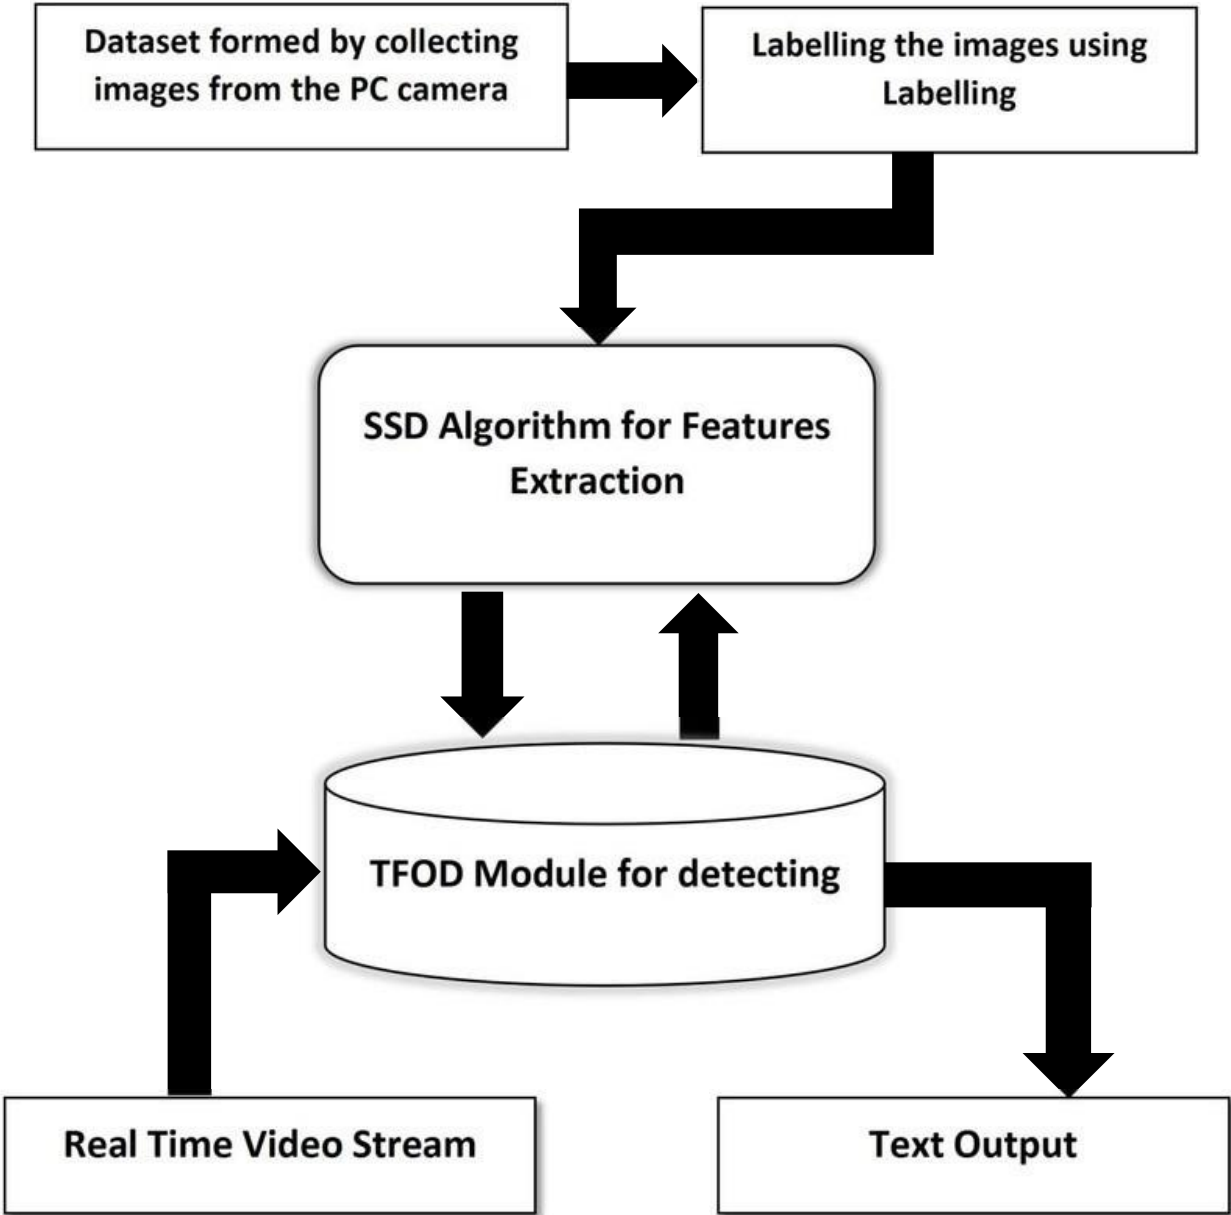 Dataset formed by collecting
images from the PC camera
Labelling the images using
Labelling
SSD Algorithm for Features
Extraction
TFOD Module for detecting
Real Time Video Stream
Text Output